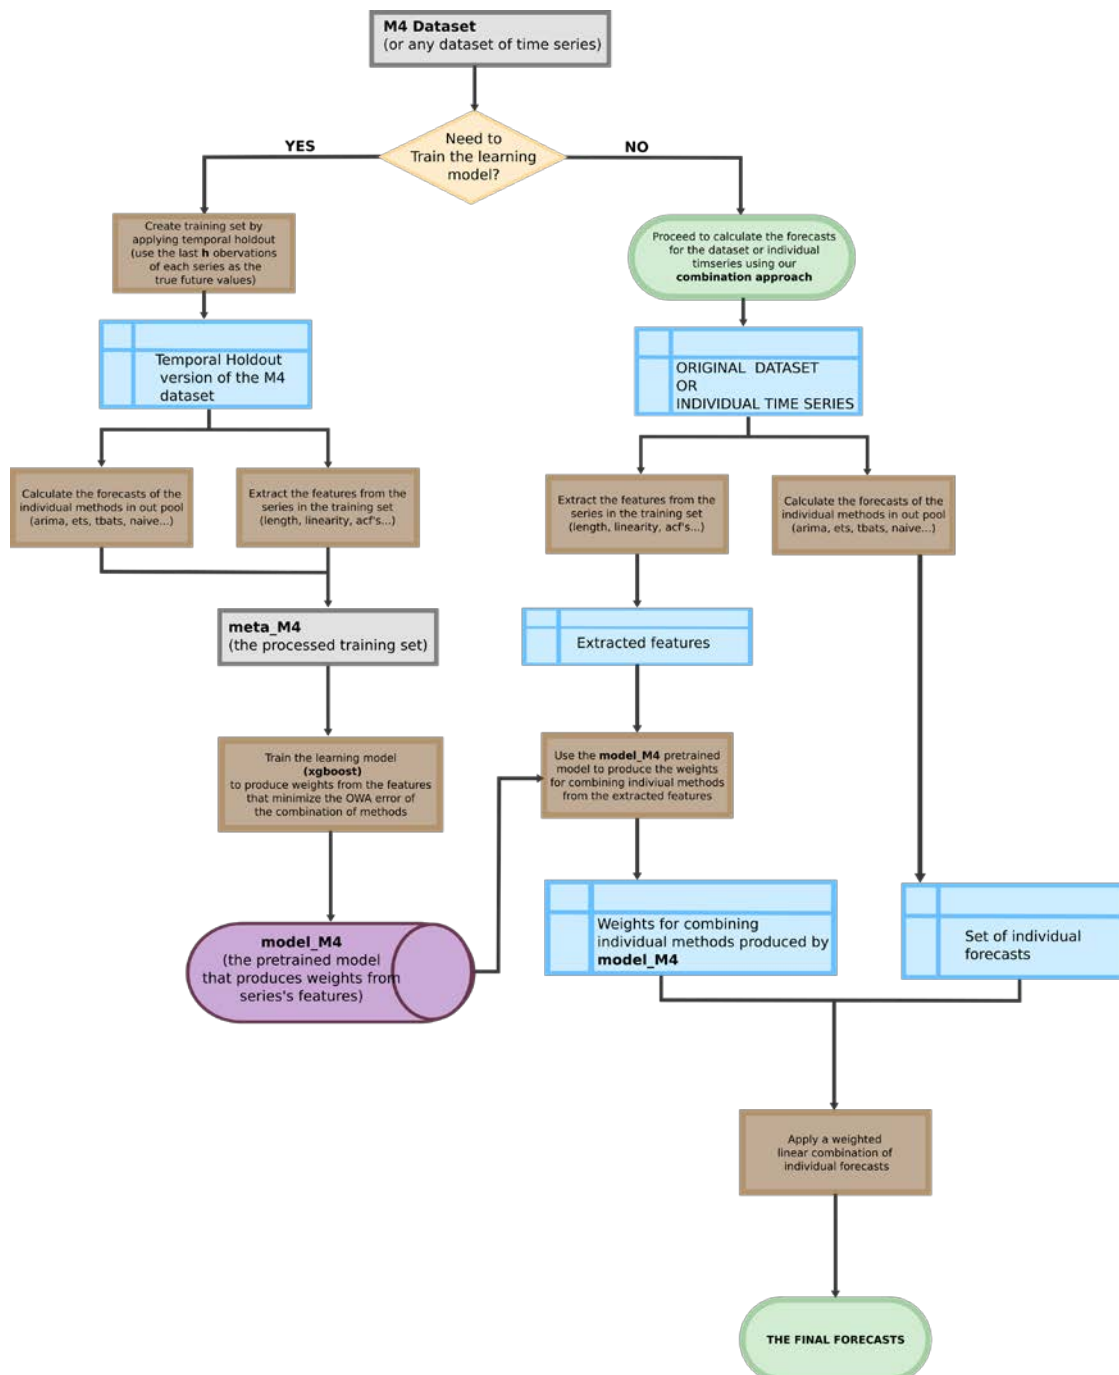 M4 Dataset
(or any dataset of time series)
Need to
Train the learning
model?
YES
NO
Create training set by
applying temporal holdout
(use the last h obervations
of each series as the
true future values)
Proceed to calculate the forecasts
for the dataset or individual
timseries using our
combination approach
Temporal Holdout
version of the M4
dataset
ORIGINAL DATASET
OR
INDIVIDUAL TIME SERIES
Calculate the forecasts of the
individual methods in out pool
(arima, ets, tbats, naive...)
Extract the features from the
series in the training set
(length, linearity, acf's...)
Extract the features from the
series in the training set
(length, linearity, acf's...)
Calculate the forecasts of the
individual methods in out pool
(arima, ets, tbats, naive...)
meta_M4
(the processed training set)
Extracted features
Train the learning model
(xgboost)
to produce weights from the features
that minimize the OWA error of
the combination of methods
Use the model_M4 pretrained
model to produce the weights
for combining indiviual methods
from the extracted features
model_M4
(the pretrained model
that produces weights from
series's features)
Weights for combining
individual methods produced by
model_M4
Set of individual
forecasts
Apply a weighted
linear combination of
individual forecasts
THE FINAL FORECASTS